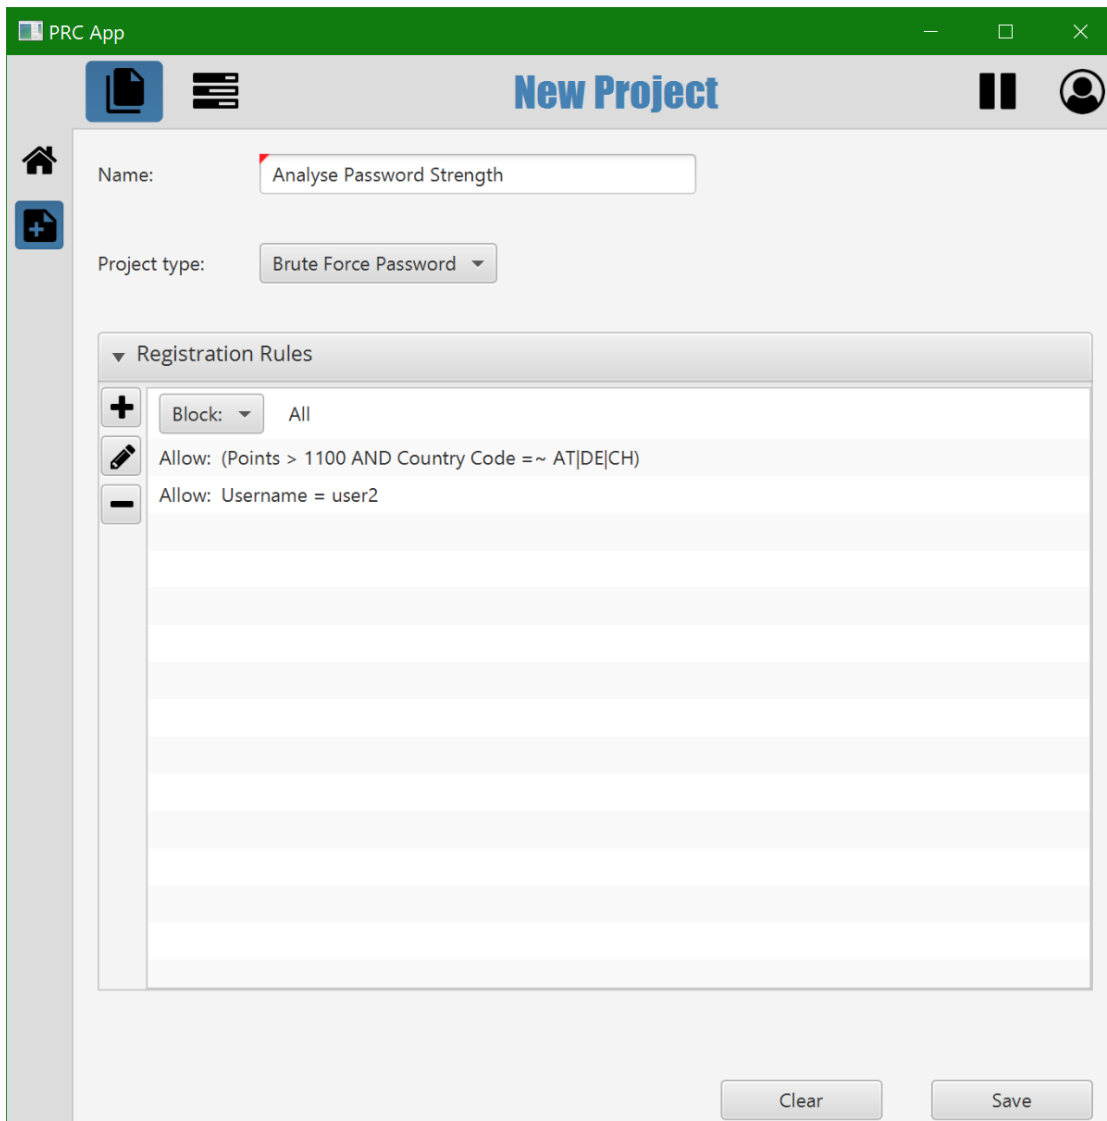 PRC App
New Project
Name: Analyse Password Strength
Project type: Brute Force Password
Registration Rules
Block: All
Allow: (Points > 1100 AND Country Code =~ AT|DE|CH)
Allow: Username = user2
Clear Save